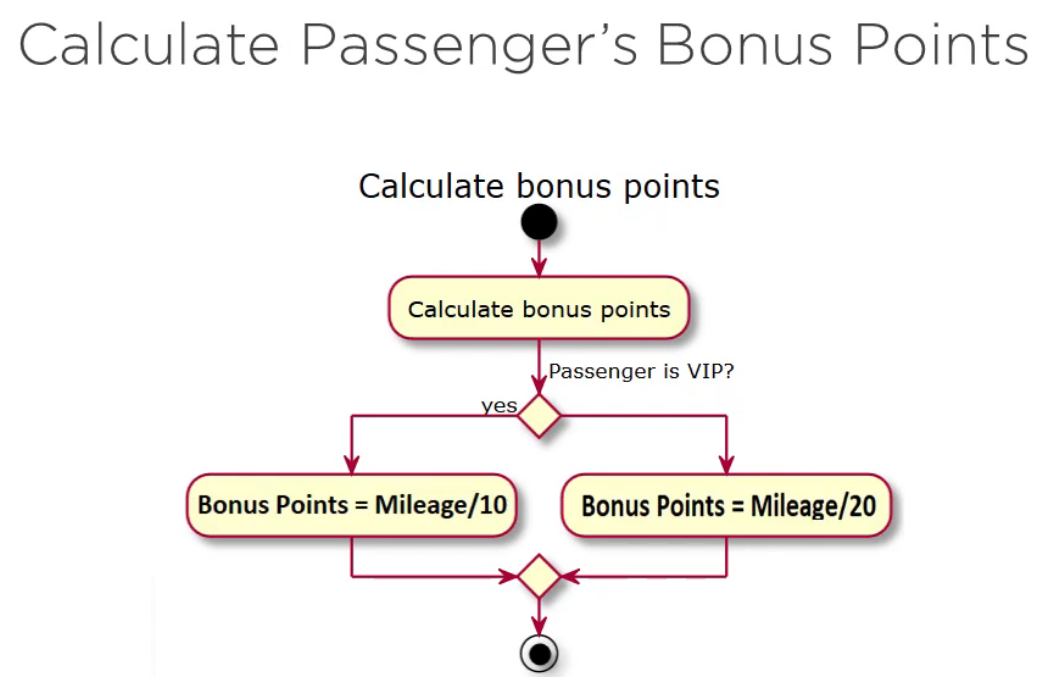 Calculate Passenger’s Bonus Points
Calculate bonus points
Calculate bonus points
Passenger is VIP?
yes
Bonus Points = Mileage/10
Bonus Points = Mileage/20